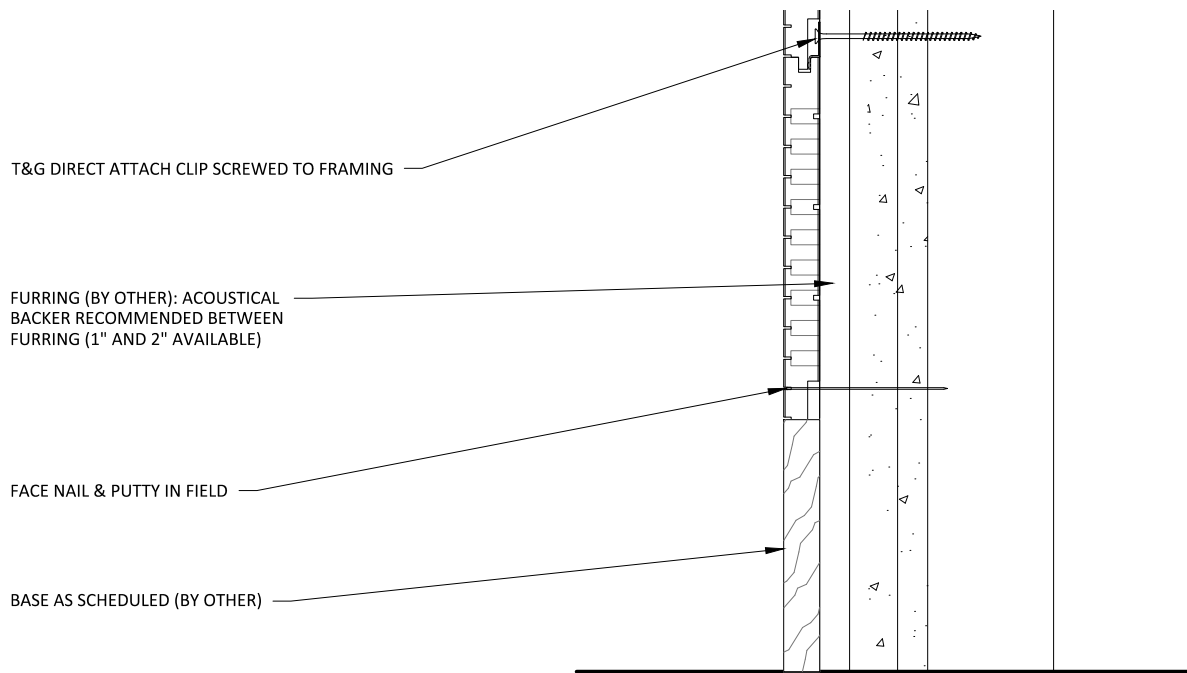 T&G DIRECT ATTACH CLIP SCREWED TO FRAMING
FURRING (BY OTHER): ACOUSTICAL
BACKER RECOMMENDED BETWEEN
FURRING (1" AND 2" AVAILABLE)
FACE NAIL & PUTTY IN FIELD
BASE AS SCHEDULED (BY OTHER)